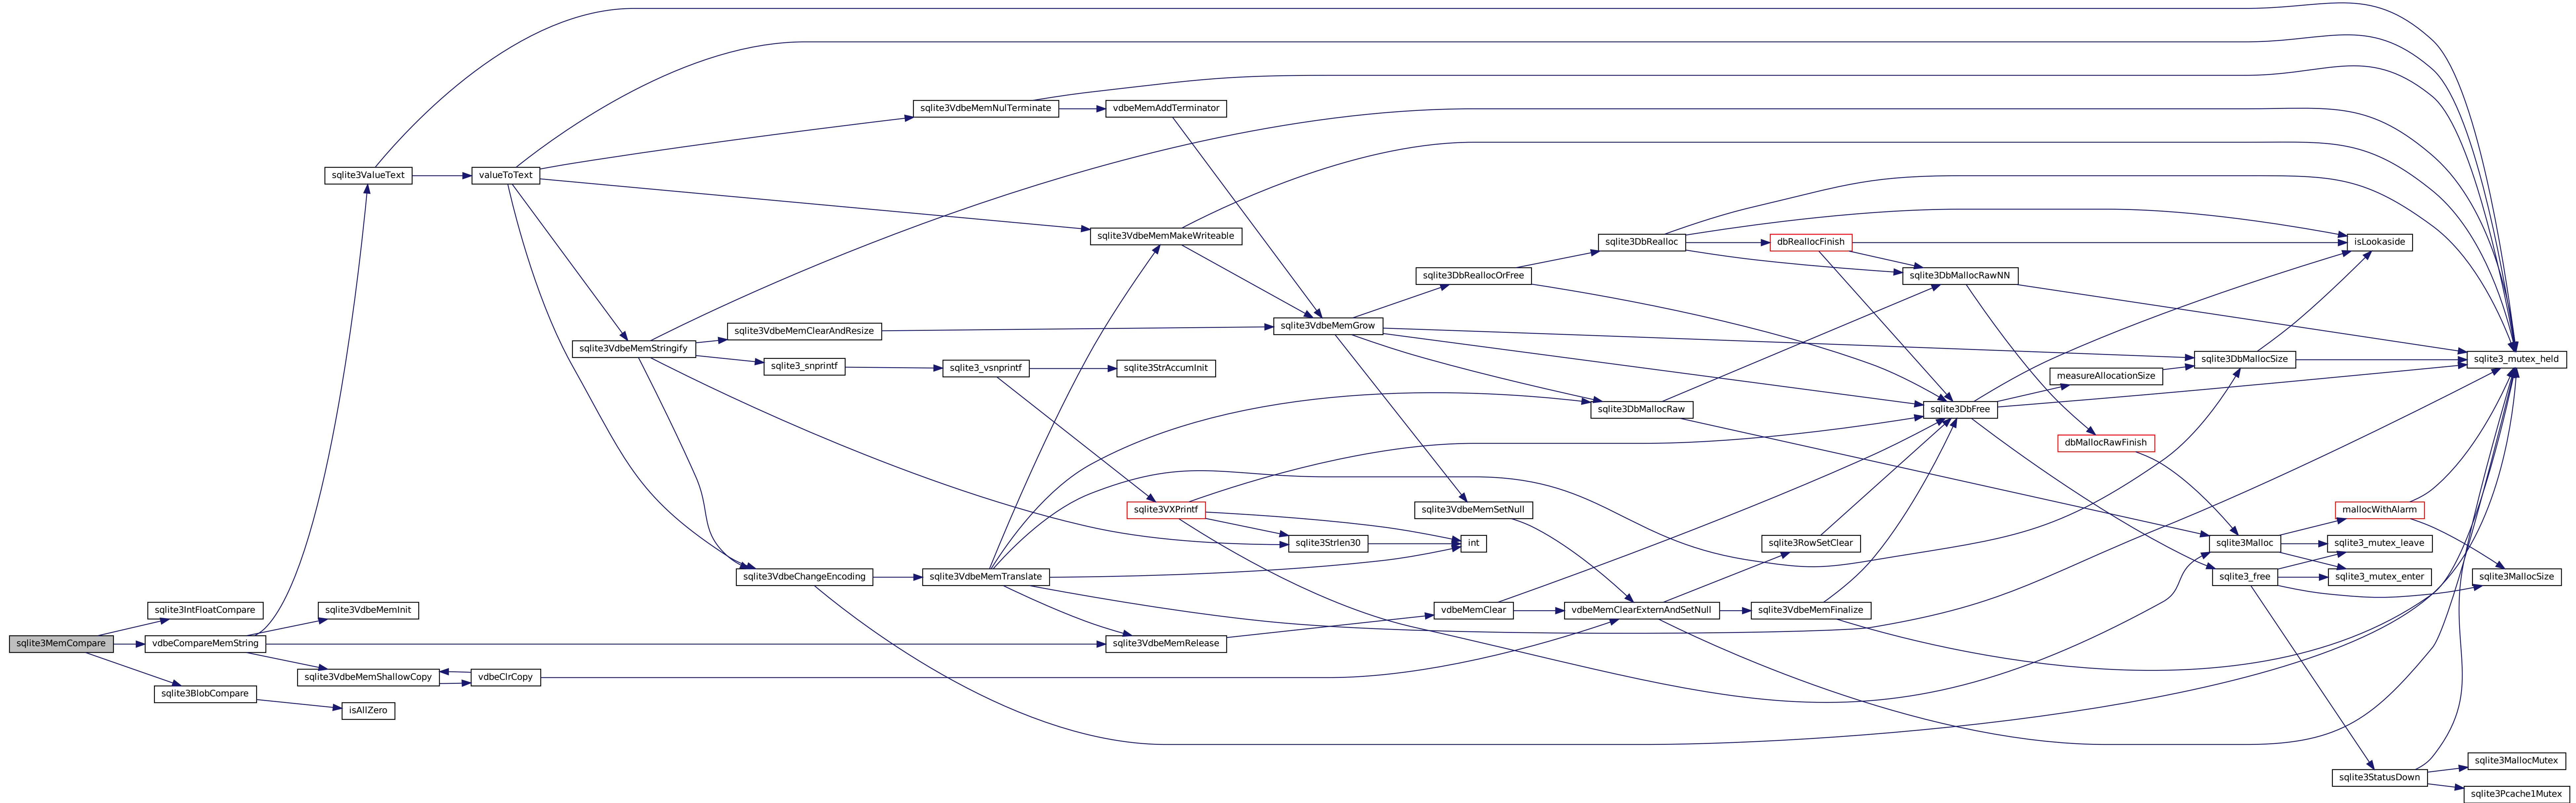 sqlite3VdbeMemNulTerminate
vdbeMemAddTerminator
sqlite3ValueText
valueToText
sqlite3VdbeMemMakeWriteable
sqlite3DbRealloc
dbReallocFinish
isLookaside
sqlite3DbReallocOrFree
sqlite3DbMallocRawNN
sqlite3VdbeMemClearAndResize
sqlite3VdbeMemGrow
sqlite3VdbeMemStringify
sqlite3_snprintf
sqlite3_vsnprintf
sqlite3StrAccumInit
measureAllocationSize
sqlite3DbMallocSize
sqlite3_mutex_held
sqlite3DbMallocRaw
sqlite3DbFree
dbMallocRawFinish
sqlite3VXPrintf
sqlite3VdbeMemSetNull
mallocWithAlarm
sqlite3Strlen30
int
sqlite3RowSetClear
sqlite3Malloc
sqlite3_mutex_leave
sqlite3VdbeChangeEncoding
sqlite3VdbeMemTranslate
sqlite3_free
sqlite3_mutex_enter
sqlite3MallocSize
sqlite3IntFloatCompare
sqlite3VdbeMemInit
vdbeMemClear
vdbeMemClearExternAndSetNull
sqlite3VdbeMemFinalize
sqlite3MemCompare
vdbeCompareMemString
sqlite3VdbeMemRelease
sqlite3VdbeMemShallowCopy
vdbeClrCopy
sqlite3BlobCompare
isAllZero
sqlite3MallocMutex
sqlite3StatusDown
sqlite3Pcache1Mutex